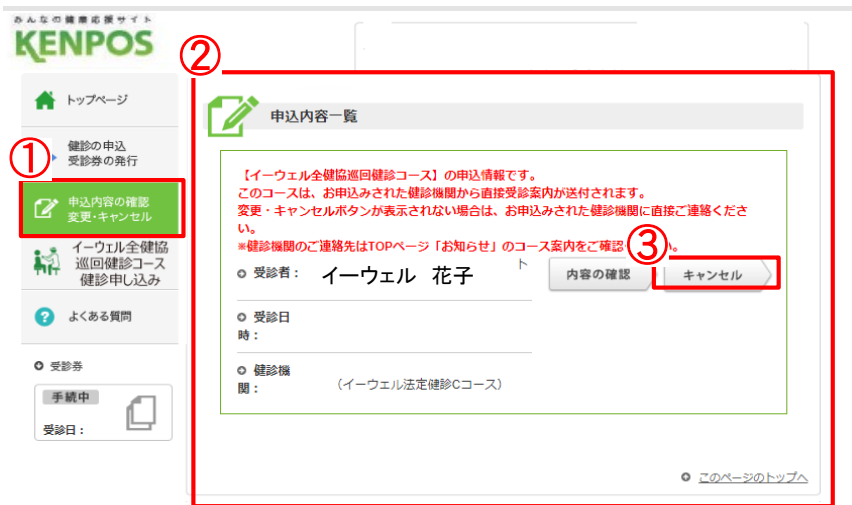 みんなの健康応援サイト
KENPOS
②
トップページ
申込内容一覧
①
健診の申込
受診券の発行
申込内容の確認
変更・キャンセル
イーウェル全健協
巡回健診コース
健診申し込み
よくある質問
受診券
手続中
受診日：
【イーウェル全健協巡回健診コース】の申込情報です。
このコースは、お申込みされた健診機関から直接受診案内が送付されます。
変更・キャンセルボタンが表示されない場合は、お申込みされた健診機関に直接ご連絡くださ
い。
※健診機関のご連絡先はTOPページ「お知らせ」のコース案内をご確認
い。
③
受診者： イーウェル 花子 ト
内容の確認
キャンセル
受診日
時：
健診機
関： （イーウェル法定健診Cコース）
このページのトップへ